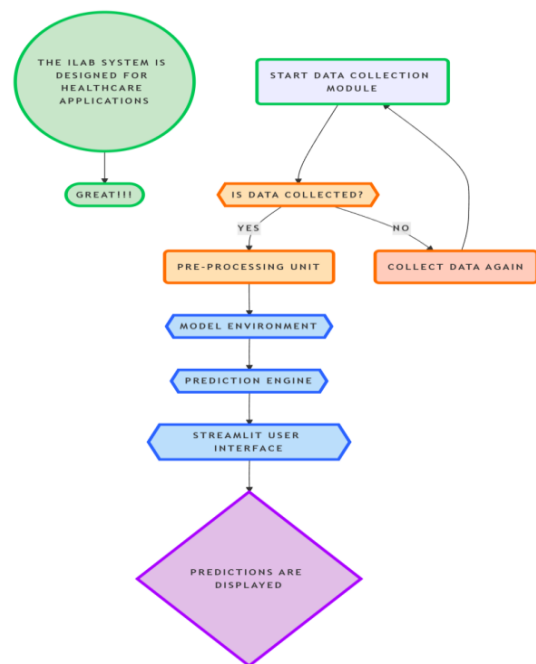 THE ILAB SYSTEM IS
DESIGNED FOR
HEALTHCARE
APPLICATIONS
GREAT!!!
START DATA COLLECTION
MODULE
IS DATA COLLECTED?
YES
NO
PRE-PROCESSING UNIT
COLLECT DATA AGAIN
MODEL ENVIRONMENT
PREDICTION ENGINE
STREAMLIT USER
INTERFACE
PREDICTIONS ARE
DISPLAYED